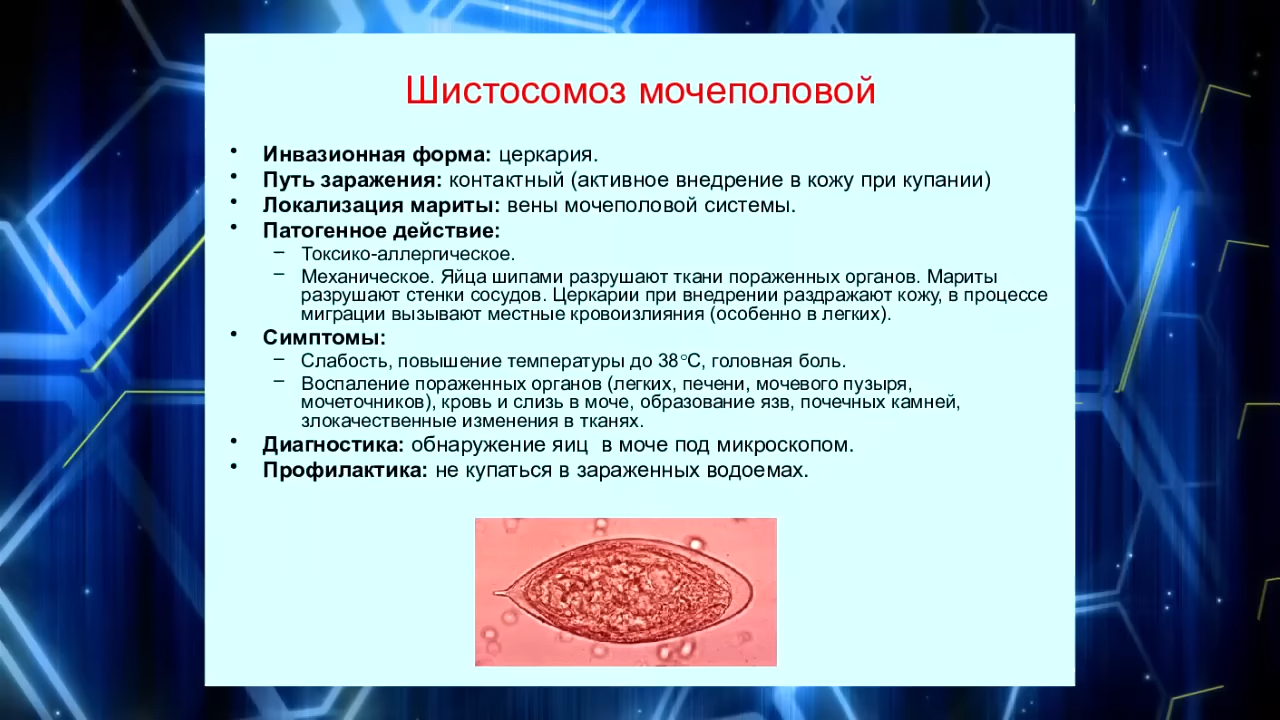 Шистосомоз мочеполовой
• Инвазионная форма: церкария.
• Путь заражения: контактный (активное внедрение в кожу при купании)
• Локализация мариты: вены мочеполовой системы.
• Патогенное действие:
– Токсико-аллергическое.
– Механическое. Яйца шипами разрушают ткани пораженных органов. Мариты
разрушают стенки сосудов. Церкарии при внедрении раздражают кожу, в процессе
миграции вызывают местные кровоизлияния (особенно в легких).
• Симптомы:
– Слабость, повышение температуры до 38°С, головная боль.
– Воспаление пораженных органов (легких, печени, мочевого пузыря,
мочеточников), кровь и слизь в моче, образование язв, почечных камней,
злокачественные изменения в тканях.
• Диагностика: обнаружение яиц  в моче под микроскопом.
• Профилактика: не купаться в зараженных водоемах.